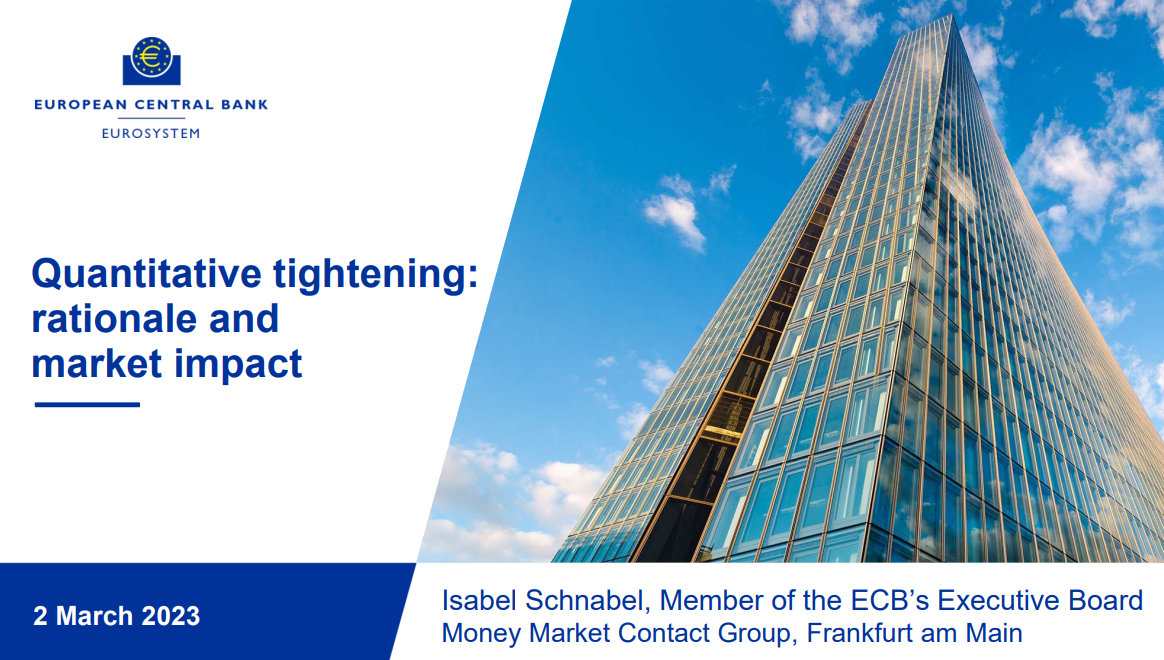 EUROPEAN CENTRAL BANK
EUROSYSTEM
Quantitative tightening:
rationale and
market impact
2 March 2023
Isabel Schnabel, Member of the ECB’s Executive Board
Money Market Contact Group, Frankfurt am Main